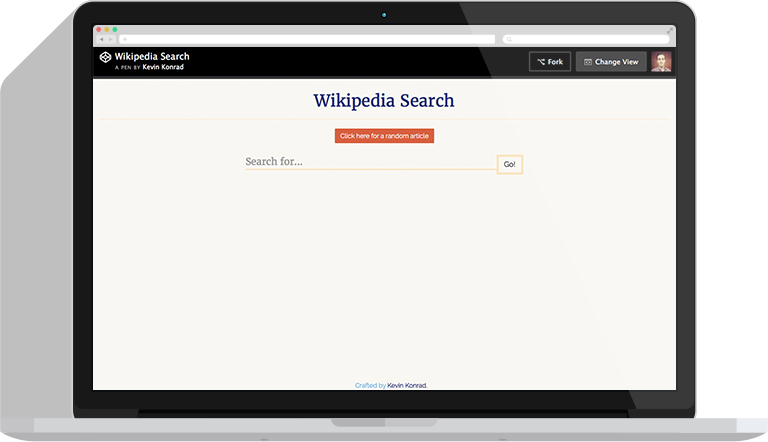 Wikipedia Search
Fork
Change View
A PEN BY Kevin Konrad
Wikipedia Search
Click here for a random article
Search for...
Go!
Crafted by Kevin Konrad.